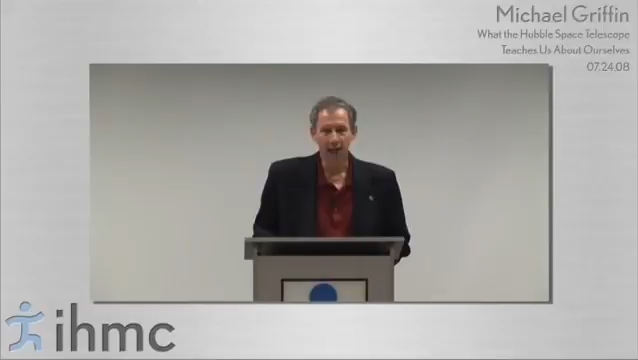 Michael Griffin
What the Hubble Space Telescope
Teaches Us About Ourselves
07.24.08
ihmc